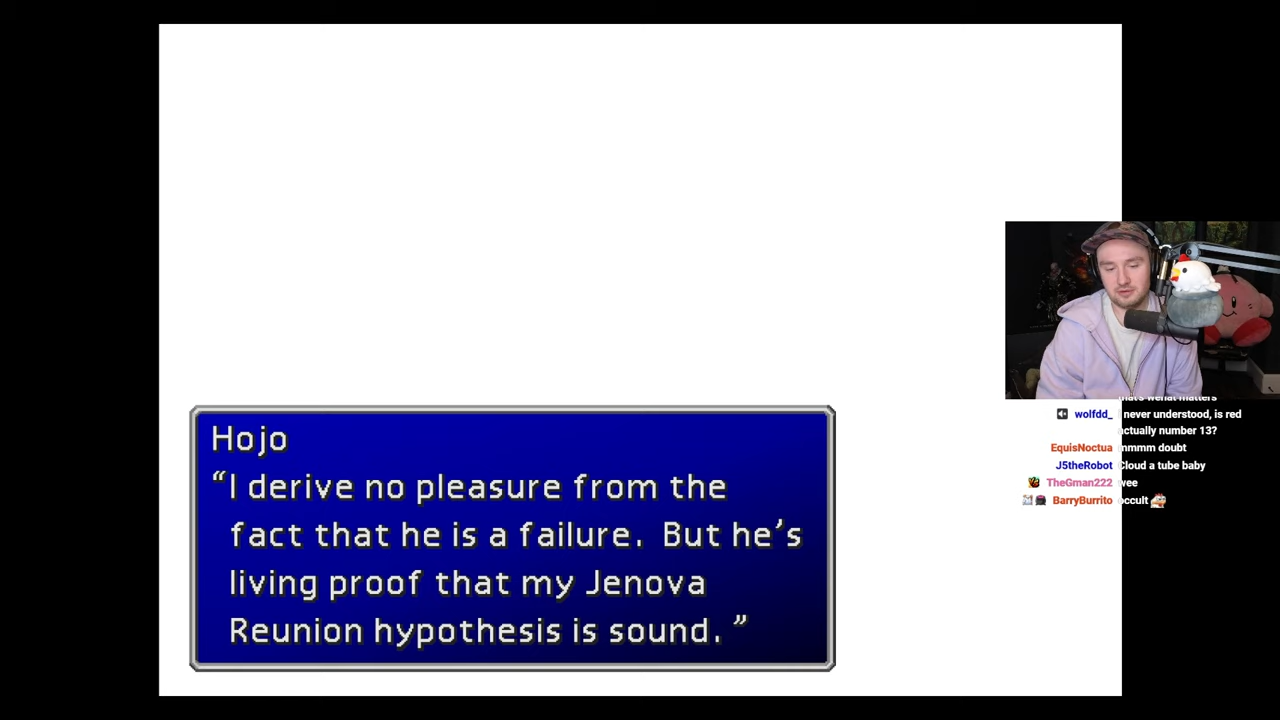 Hojo
“I derive no pleasure from the
fact that he is a failure. But he's
living proof that my Jenova
Reunion hypothesis is sound. ”
wolfdd_ I never understood, is red
actually number 13?
EquisNoctua mmmm doubt
J5theRobot Cloud a tube baby
TheGman222 wee
BarryBurrito occult